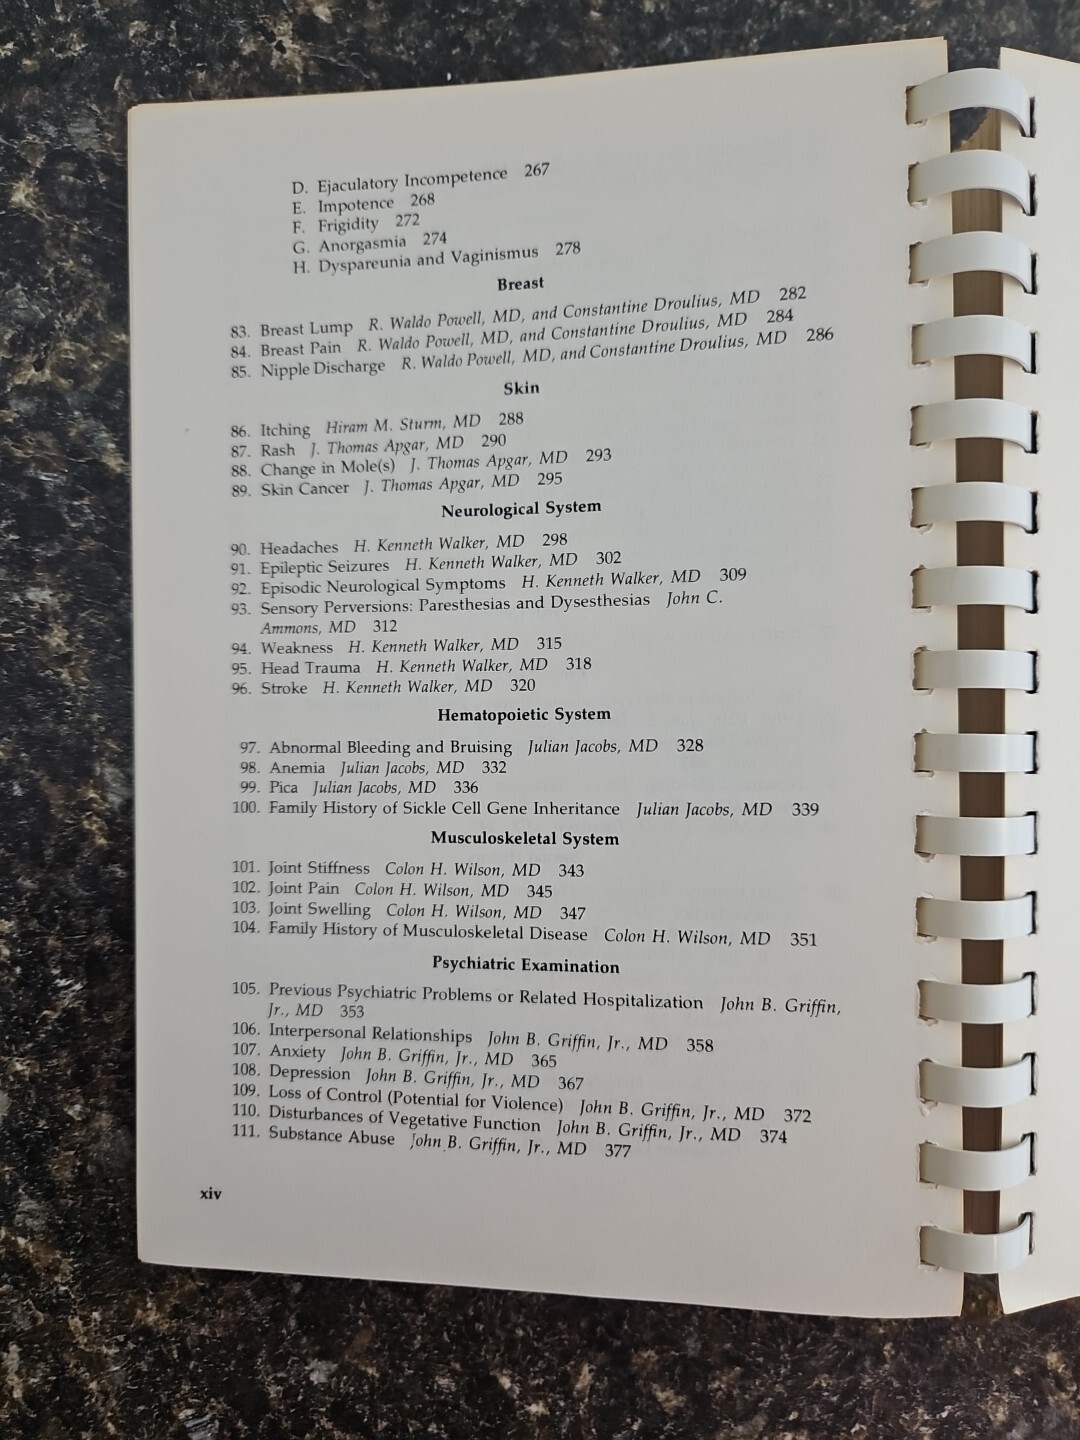 D. Ejaculatory Incompetence 267
E. Impotence 268
F. Frigidity 272
G. Anorgasmia 274
H. Dyspareunia and Vaginismus 278
Breast
83. Breast Lump R. Waldo Powell, MD, and Constantine Droulius, MD 282
84. Breast Pain R. Waldo Powell, MD, and Constantine Droulius, MD 284
85. Nipple Discharge R. Waldo Powell, MD, and Constantine Droulius, MD 286
Skin
86. Itching Hiram M. Sturm, MD 288
87. Rash J. Thomas Apgar, MD 290
88. Change in Mole(s) J. Thomas Apgar, MD 293
89. Skin Cancer J. Thomas Apgar, MD 295
Neurological System
90. Headaches H. Kenneth Walker, MD 298
91. Epileptic Seizures H. Kenneth Walker, MD 302
92. Episodic Neurological Symptoms H. Kenneth Walker, MD 309
93. Sensory Perversions: Paresthesias and Dysesthesias John C.
Ammons, MD 312
94. Weakness H. Kenneth Walker, MD 315
95. Head Trauma H. Kenneth Walker, MD 318
96. Stroke H. Kenneth Walker, MD 320
Hematopoietic System
97. Abnormal Bleeding and Bruising Julian Jacobs, MD 328
98. Anemia Julian Jacobs, MD 332
99. Pica Julian Jacobs, MD 336
100. Family History of Sickle Cell Gene Inheritance Julian Jacobs, MD 339
Musculoskeletal System
101. Joint Stiffness Colon H. Wilson, MD 343
102. Joint Pain Colon H. Wilson, MD 345
103. Joint Swelling Colon H. Wilson, MD 347
104. Family History of Musculoskeletal Disease Colon H. Wilson, MD 351
Psychiatric Examination
105. Previous Psychiatric Problems or Related Hospitalization John B. Griffin,
Jr., MD 353
106. Interpersonal Relationships John B. Griffin, Jr., MD 358
107. Anxiety John B. Griffin, Jr., MD 365
108. Depression John B. Griffin, Jr., MD 367
109. Loss of Control (Potential for Violence) John B. Griffin, Jr., MD 372
110. Disturbances of Vegetative Function John B. Griffin, Jr., MD 374
111. Substance Abuse John B. Griffin, Jr., MD 377
xiv